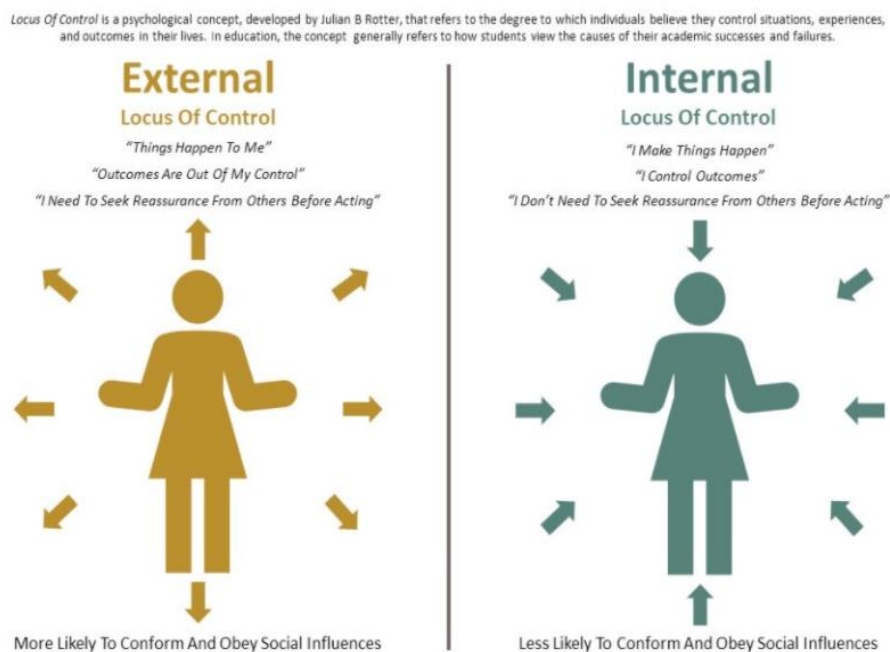 Locus Of Control is a psychological concept, developed by Julian B Rotter, that refers to the degree to which individuals believe they control situations, experiences,
and outcomes in their lives. In education, the concept generally refers to how students view the causes of their academic successes and failures.
External
Locus Of Control
“Things Happen To Me”
“Outcomes Are Out Of My Control”
“I Need To Seek Reassurance From Others Before Acting”
More Likely To Conform And Obey Social Influences
Internal
Locus Of Control
“I Make Things Happen”
“I Control Outcomes”
“I Don’t Need To Seek Reassurance From Others Before Acting”
Less Likely To Conform And Obey Social Influences